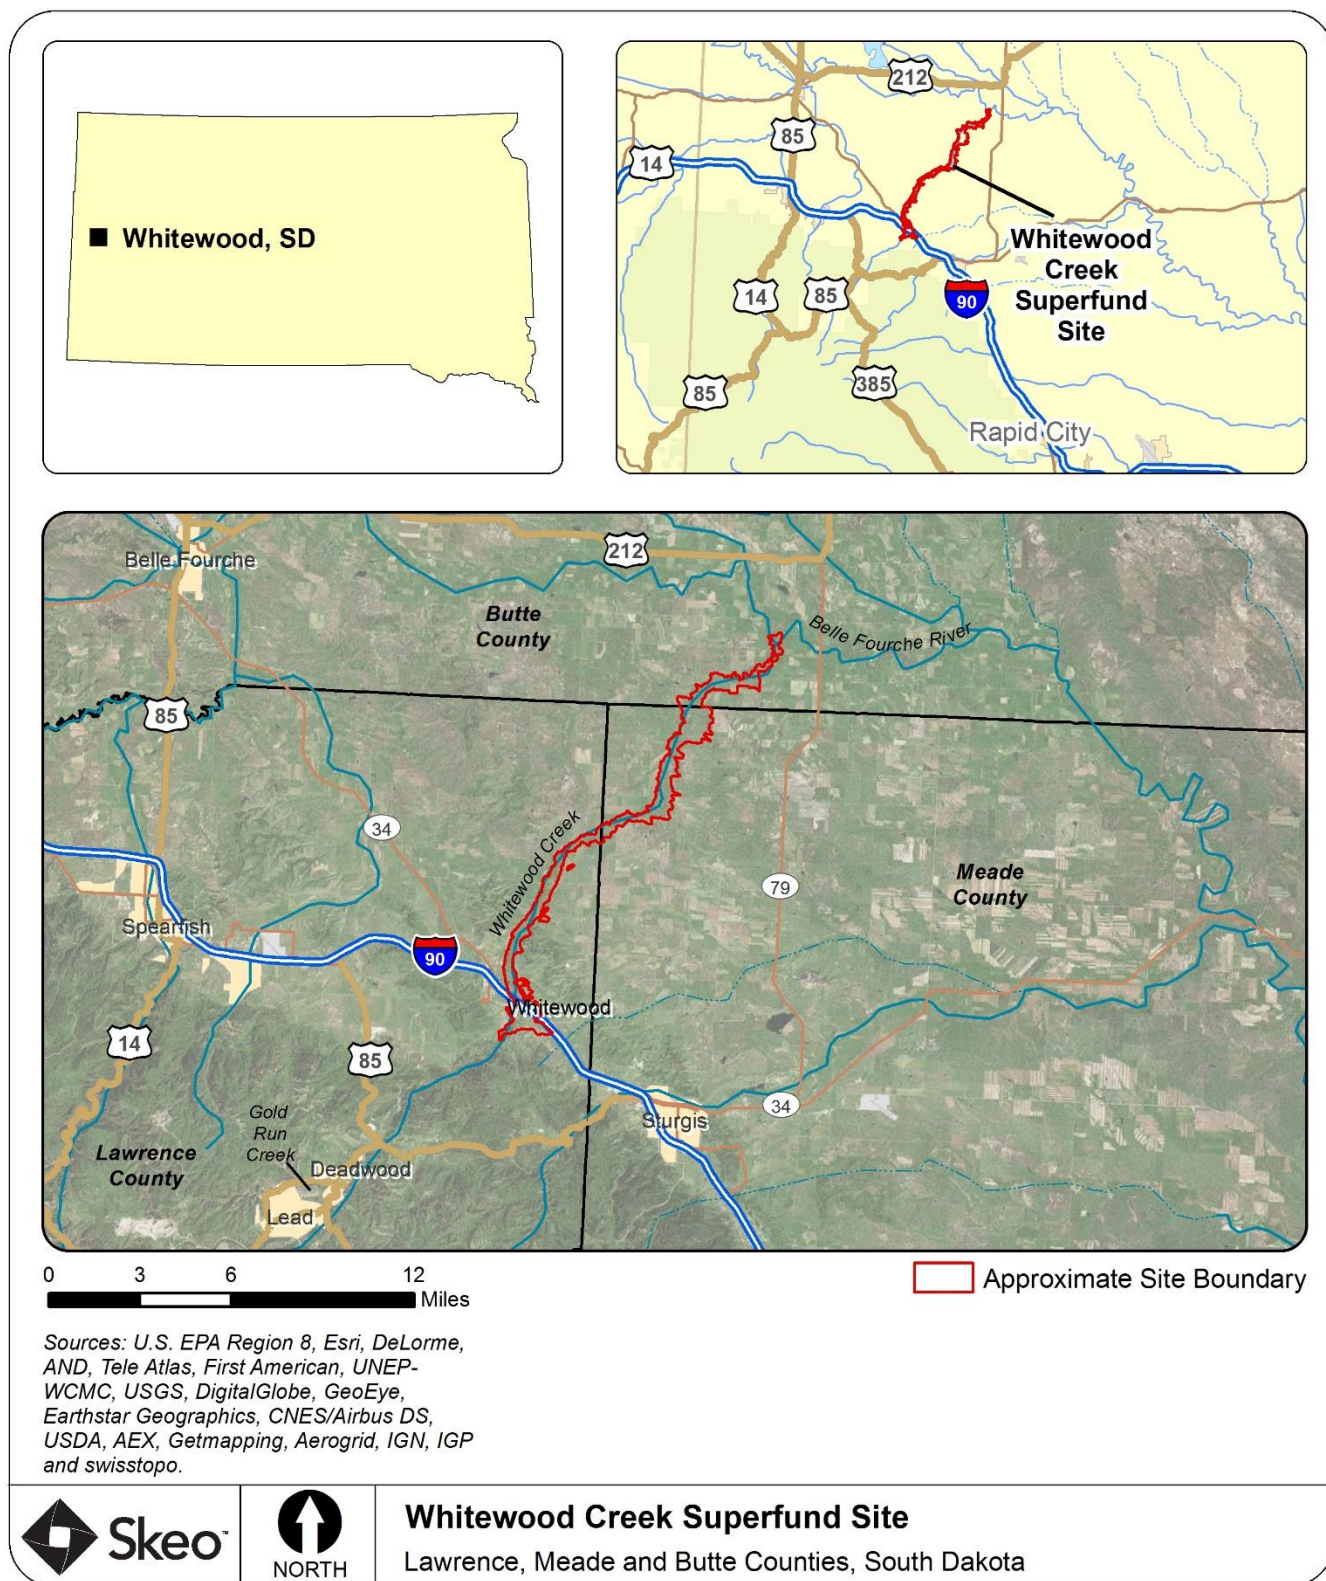 Whitewood, SD
212
85
14
Whitewood
Creek
Superfund
Site
14
85
90
85
385
Rapid City
Belle Fourche
212
Butte
County
Belle Fourche River
85
34
Whitewood Creek
Meade
County
79
Spearfish
90
Whitewood
14
85
34
Sturgis
Gold
Run
Creek
Lawrence
County
Deadwood
Lead
0 3 6 12
Miles
Approximate Site Boundary
Sources: U.S. EPA Region 8, Esri, DeLorme,
AND, Tele Atlas, First American, UNEP-
WCMC, USGS, DigitalGlobe, GeoEye,
Earthstar Geographics, CNES/Airbus DS,
USDA, AEX, Getmapping, Aerogrid, IGN, IGP
and swisstopo.
Skeo™
NORTH
Whitewood Creek Superfund Site
Lawrence, Meade and Butte Counties, South Dakota